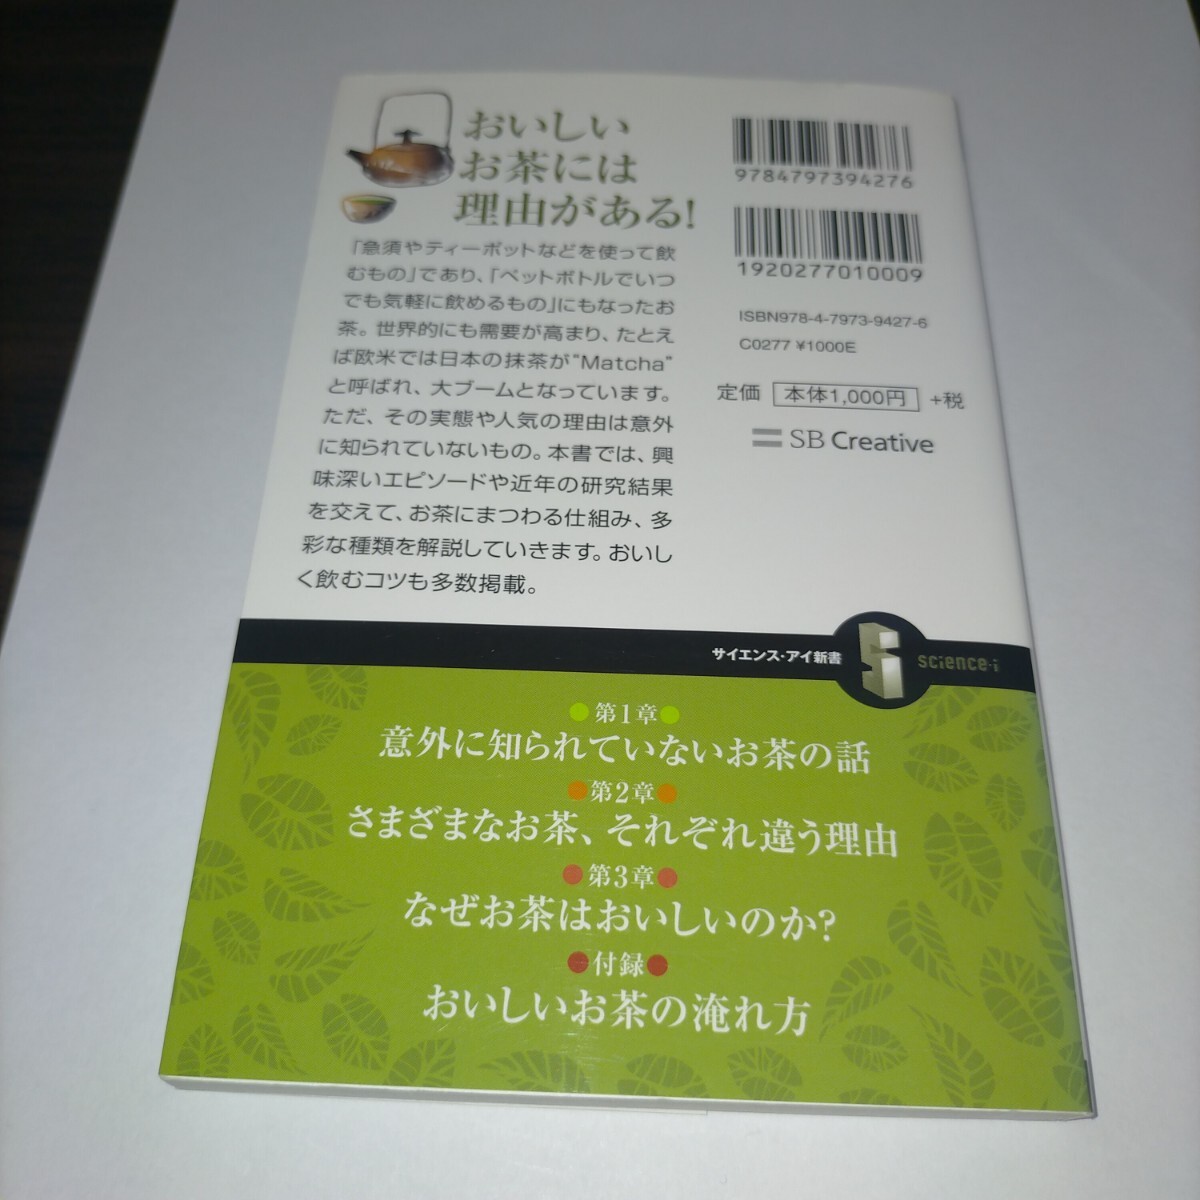 おいしい
お茶には
理由がある!
「急須やティーポットなどを使って飲
むもの」であり、「ペットボトルでいつ
でも気軽に飲めるもの」にもなったお
茶。世界的にも需要が高まり、たとえ
ば欧米では日本の抹茶が“Matcha”
と呼ばれ、大ブームとなっています。
ただ、その実態や人気の理由は意外
に知られていないもの。本書では、興
味深いエピソードや近年の研究結果
を交えて、お茶にまつわる仕組み、多
彩な種類を解説していきます。おいし
く飲むコツも多数掲載。
9784797394276
1920277010009
ISBN978-4-7973-9427-6
C0277 ¥1000E
定価 本体1,000円 +税
SB Creative
サイエンス・アイ新書
science・i
第1章
意外に知られていないお茶の話
第2章
さまざまなお茶、それぞれ違う理由
第3章
なぜお茶はおいしいのか?
付録
おいしいお茶の淹れ方